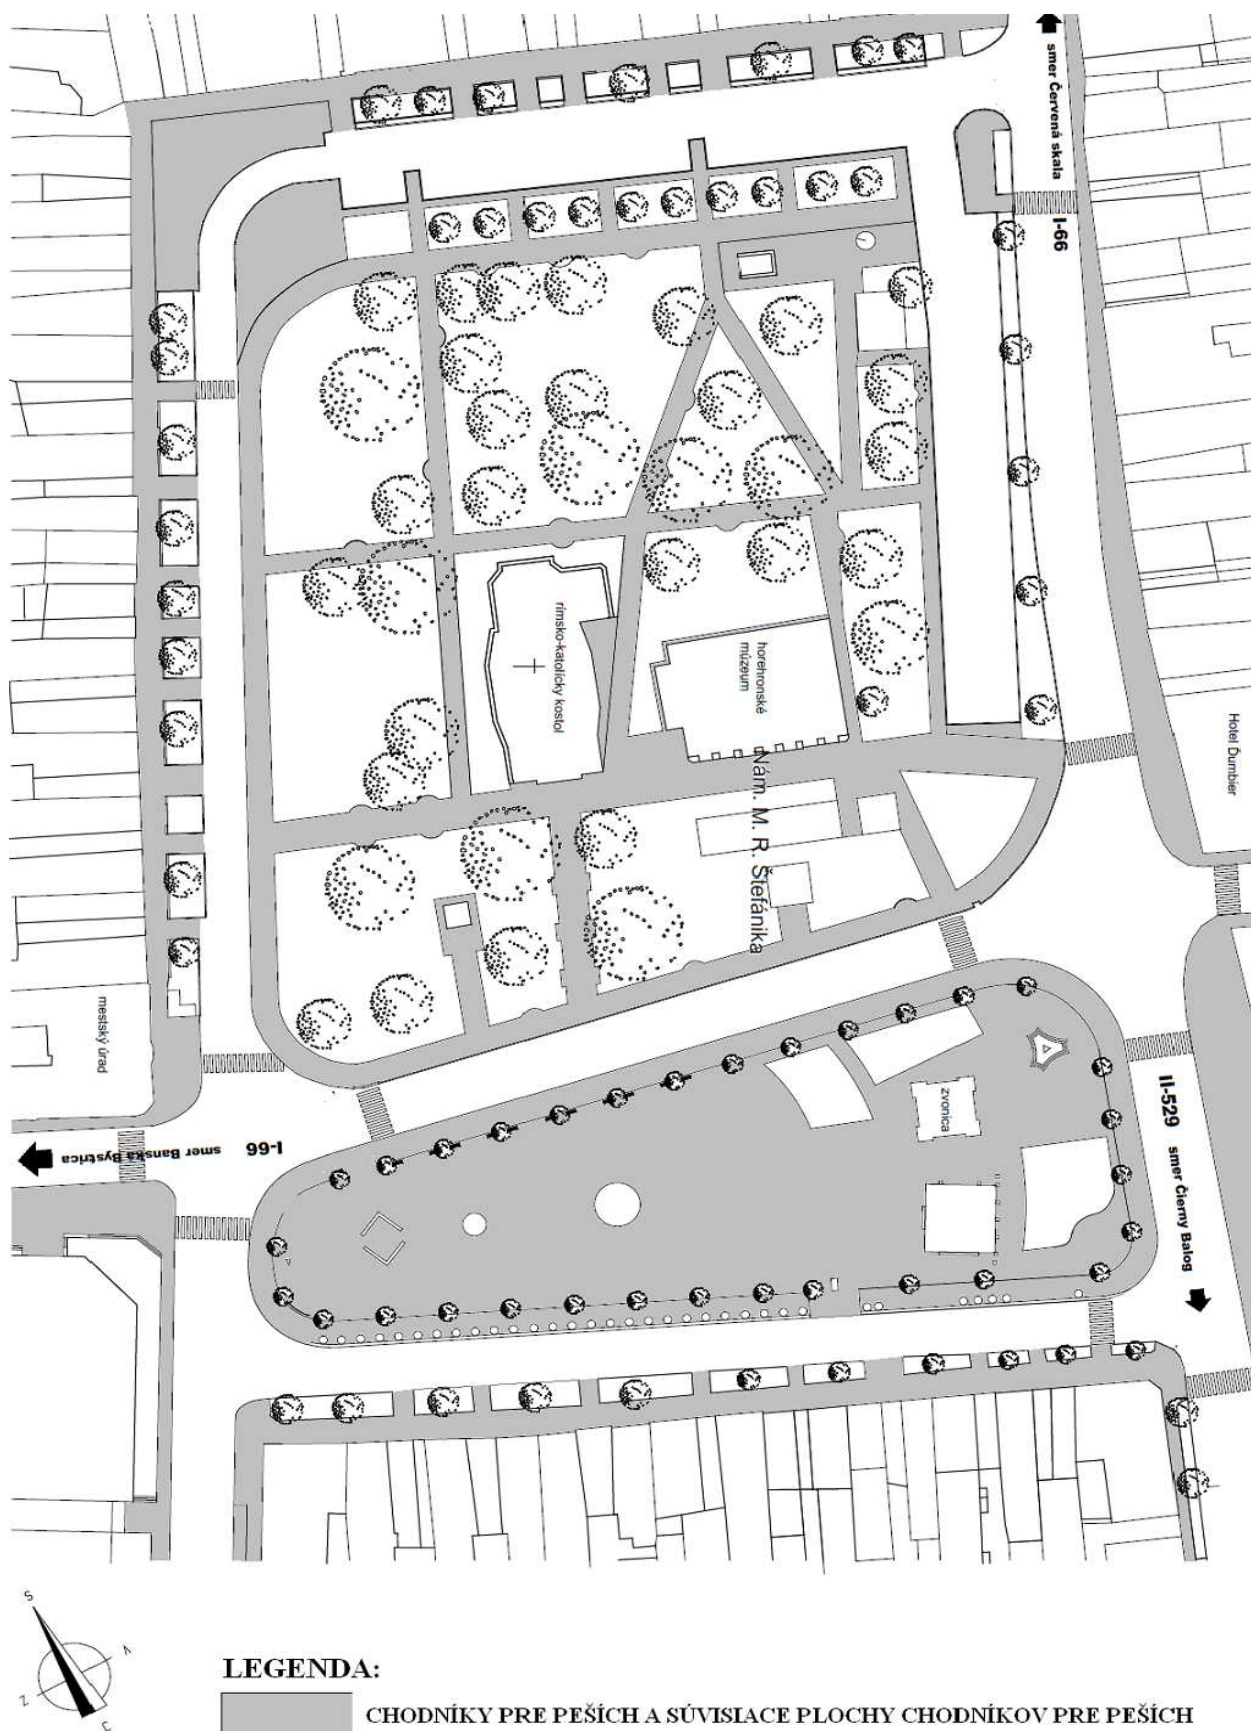 smer Červená skala
I-66
rímsko-katolícky kostol
horehronské
múzeum
Nám. M. R. Štefánika
Hotel Ďumbier
mestský úrad
I-66
smer Banská Bystrica
zvonica
II-529
smer Čierny Balog
S
V
Z
LEGENDA:
CHODNÍKY PRE PEŠÍCH A SÚVISIACE PLOCHY CHODNÍKOV PRE PEŠÍCH